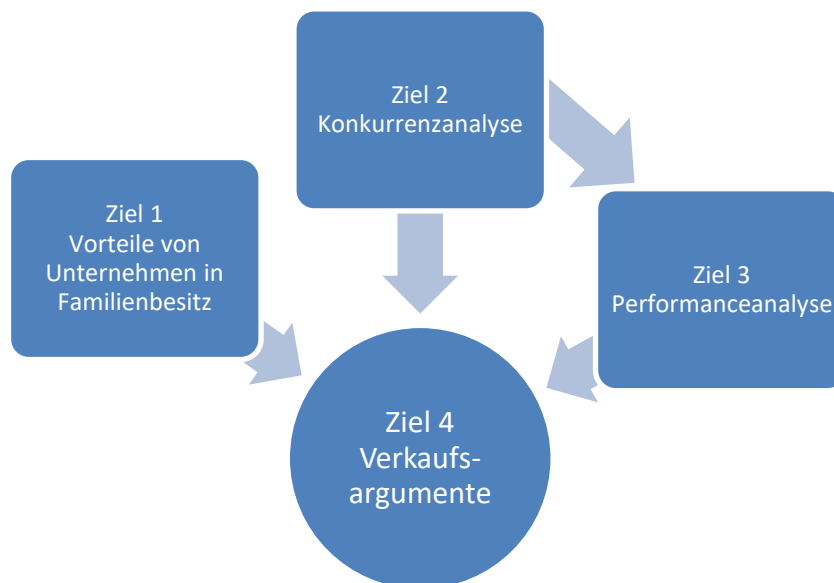 Ziel 2
Konkurrenzanalyse
Ziel 1
Vorteile von
Unternehmen in
Familienbesitz
Ziel 3
Performanceanalyse
Ziel 4
Verkaufs-
argumente